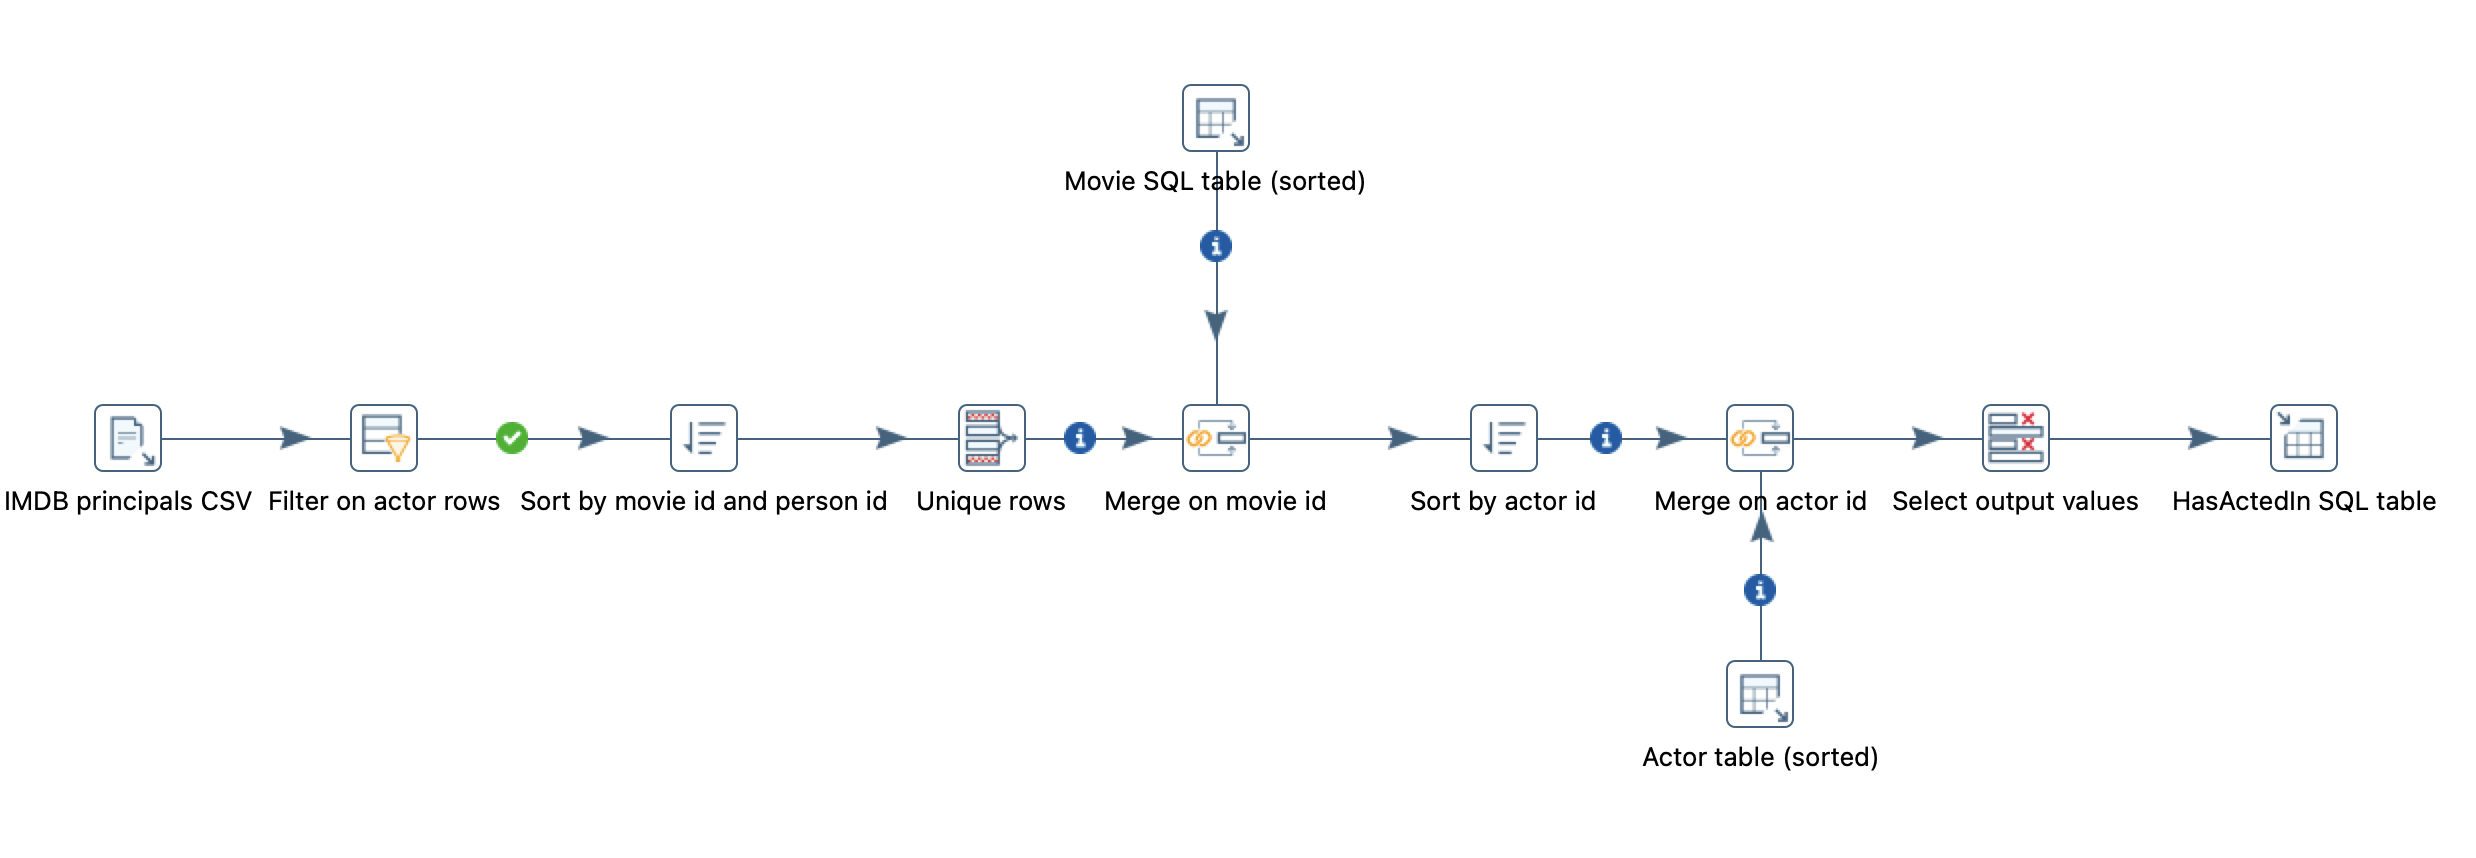 Movie SQL table (sorted)
IMDB principals CSV
Filter on actor rows
Sort by movie id and person id
Unique rows
Merge on movie id
Sort by actor id
Merge on actor id
Select output values
HasActedIn SQL table
Actor table (sorted)